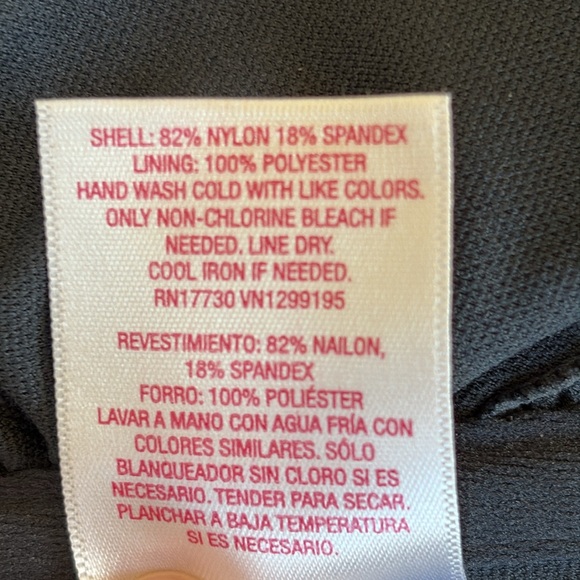 SHELL: 82% NYLON 18% SPANDEX
LINING: 100% POLYESTER
HAND WASH COLD WITH LIKE COLORS.
ONLY NON-CHLORINE BLEACH IF
NEEDED. LINE DRY.
COOL IRON IF NEEDED.
RN17730 VN1299195
REVESTIMIENTO: 82% NAILON,
18% SPANDEX
FORRO: 100% POLIÉSTER
LAVAR A MANO CON AGUA FRÍA CON
COLORES SIMILARES. SÓLO
BLANQUEADOR SIN CLORO SI ES
NECESARIO. TENDER PARA SECAR.
PLANCHAR A BAJA TEMPERATURA
SI ES NECESARIO.